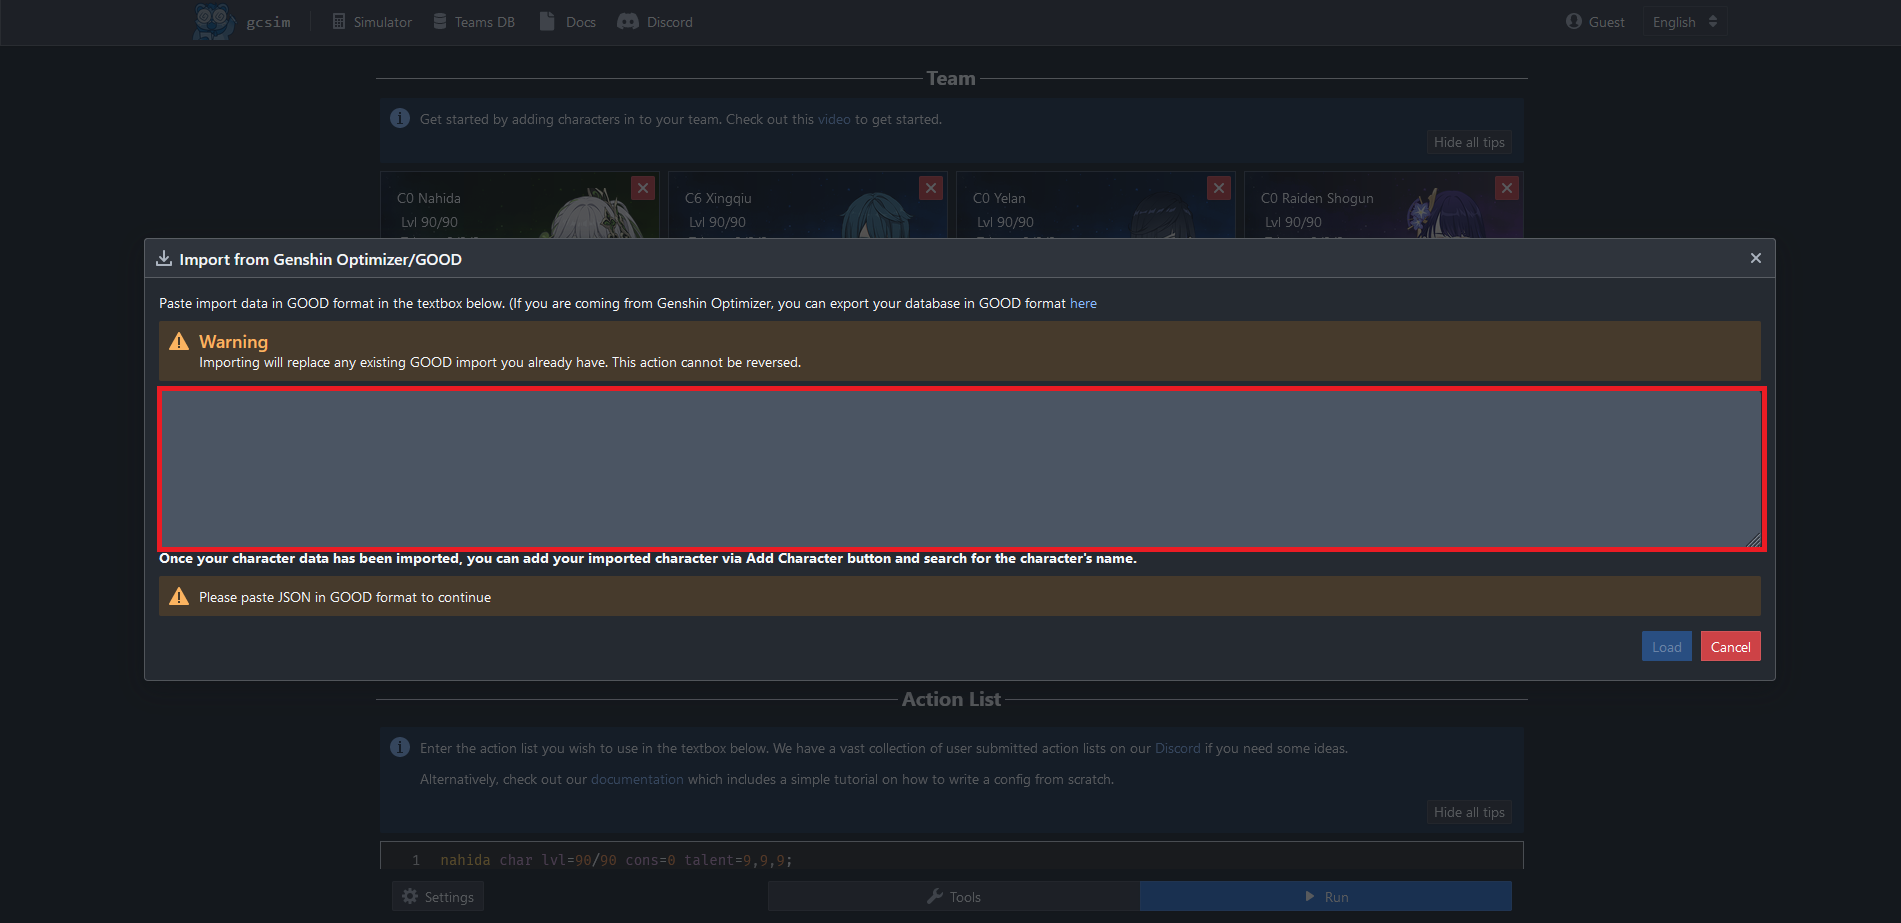 gcsim
Simulator
Teams DB
Docs
Discord
Guest
English
Team
Get started by adding characters in to your team. Check out this video to get started.
Hide all tips
C0 Nahida
Lvl 90/90
C6 Xingqiu
Lvl 90/90
C0 Yelan
Lvl 90/90
C0 Raiden Shogun
Lvl 90/90
Import from Genshin Optimizer/GOOD
Paste import data in GOOD format in the textbox below. (If you are coming from Genshin Optimizer, you can export your database in GOOD format here
Warning
Importing will replace any existing GOOD import you already have. This action cannot be reversed.
Once your character data has been imported, you can add your imported character via Add Character button and search for the character's name.
Please paste JSON in GOOD format to continue
Load
Cancel
Action List
Enter the action list you wish to use in the textbox below. We have a vast collection of user submitted action lists on our Discord if you need some ideas.
Alternatively, check out our documentation which includes a simple tutorial on how to write a config from scratch.
Hide all tips
1 nahida char lvl=90/90 cons=0 talent=9,9,9;
Settings
Tools
Run